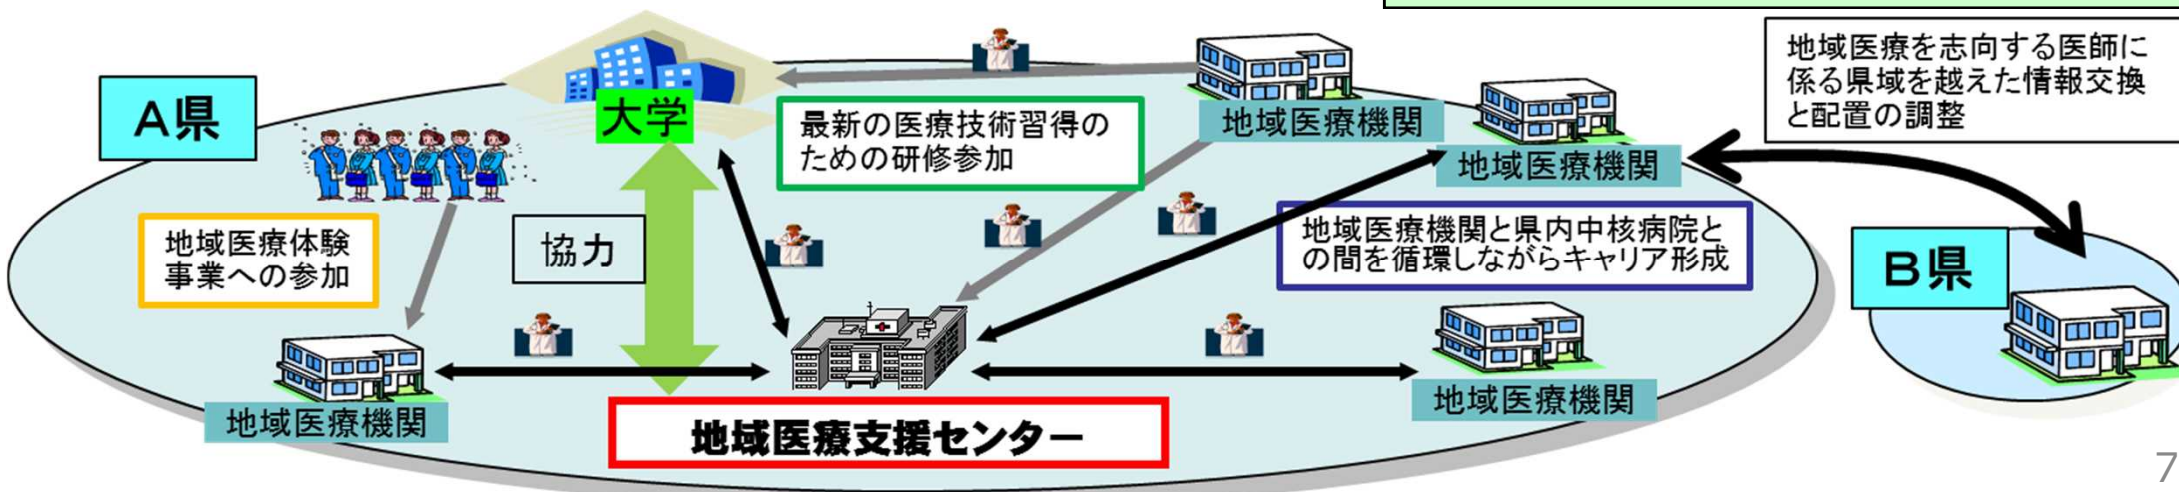 A県
大学
最新の医療技術習得の
ための研修参加
地域医療機関
地域医療機関
地域医療を志向する医師に
係る県域を越えた情報交換
と配置の調整
地域医療体験
事業への参加
協力
地域医療機関と県内中核病院と
の間を循環しながらキャリア形成
B県
地域医療機関
地域医療支援センター
地域医療機関
7